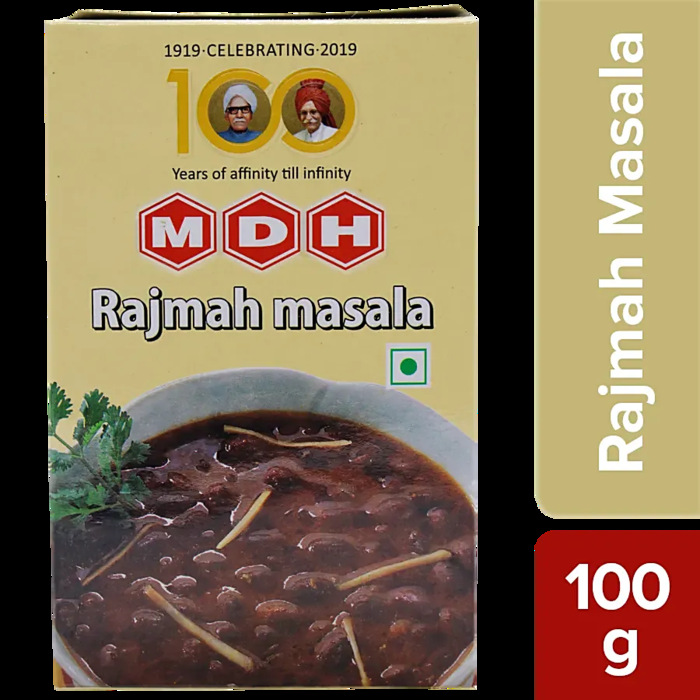 1919·CELEBRATING·2019
100
Years of affinity till infinity
MDH
Rajmah masala
Rajmah Masala
100
g